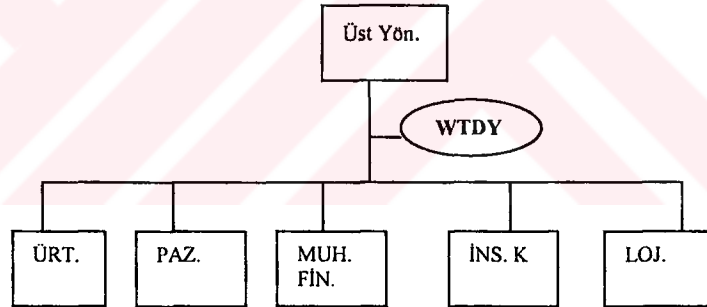 Üst Yön.
WTDY
ÜRT.
PAZ.
MUH.
FİN.
İNS. K
LOJ.